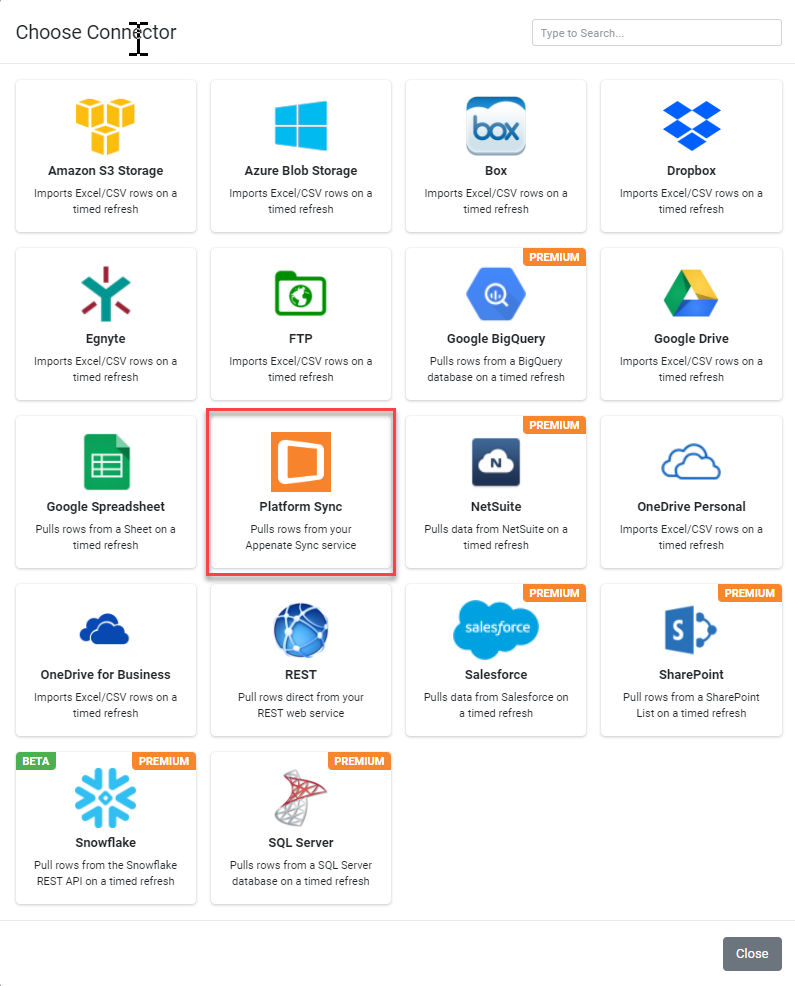 Choose Connector
Type to Search...
Amazon S3 Storage
Imports Excel/CSV rows on a
timed refresh
Azure Blob Storage
Imports Excel/CSV rows on a
timed refresh
box
Box
Imports Excel/CSV rows on a
timed refresh
Dropbox
Imports Excel/CSV rows on a
timed refresh
Egnyte
Imports Excel/CSV rows on a
timed refresh
FTP
Imports Excel/CSV rows on a
timed refresh
PREMIUM
Google BigQuery
Pulls rows from a BigQuery
database on a timed refresh
Google Drive
Imports Excel/CSV rows on a
timed refresh
Google Spreadsheet
Pulls rows from a Sheet on a
timed refresh
Platform Sync
Pulls rows from your
Appenate Sync service
PREMIUM
N
NetSuite
Pulls data from NetSuite on a
timed refresh
OneDrive Personal
Imports Excel/CSV rows on a
timed refresh
OneDrive for Business
Imports Excel/CSV rows on a
timed refresh
REST
Pull rows direct from your
REST web service
PREMIUM
salesforce
Salesforce
Pulls data from Salesforce on
a timed refresh
PREMIUM
S
SharePoint
Pull rows from a SharePoint
List on a timed refresh
BETA
PREMIUM
Snowflake
Pull rows from the Snowflake
REST API on a timed refresh
PREMIUM
SQL Server
Pulls rows from a SQL Server
database on a timed refresh
Close